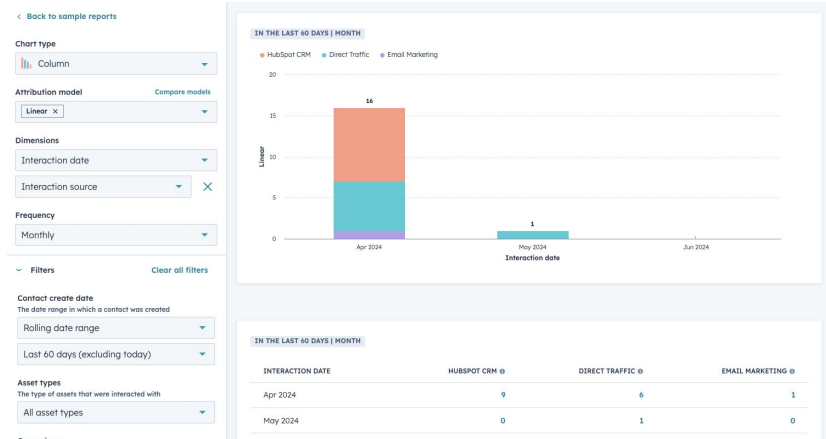 Back to sample reports
Chart type
Column
Attribution model Compare models
Linear ×
Dimensions
Interaction date
Interaction source
Frequency
Monthly
Filters Clear all filters
Contact create date
The date range in which a contact was created
Rolling date range
Last 60 days (excluding today)
Asset types
The type of assets that were interacted with
All asset types
IN THE LAST 60 DAYS | MONTH
HubSpot CRM Direct Traffic Email Marketing
20
15
10
5
0
Linear
16
1
Apr 2024 May 2024 Jun 2024
Interaction date
IN THE LAST 60 DAYS | MONTH
INTERACTION DATE HUBSPOT CRM DIRECT TRAFFIC EMAIL MARKETING
Apr 2024 9 6 1
May 2024 0 1 0